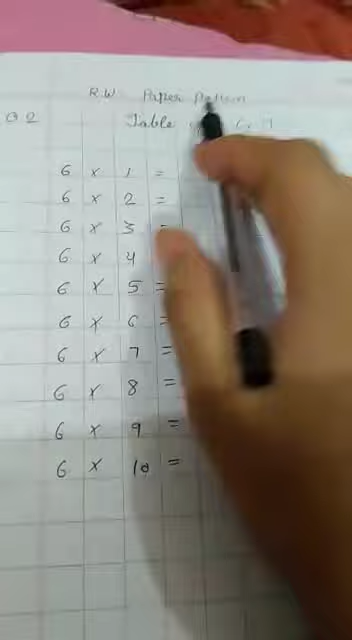 R.W Paper Pattern
Q 2 Table
6 × 1 =
6 × 2 =
6 × 3 =
6 × 4
6 × 5 =
6 × 6 =
6 × 7 =
6 × 8 =
6 × 9 =
6 × 10 =